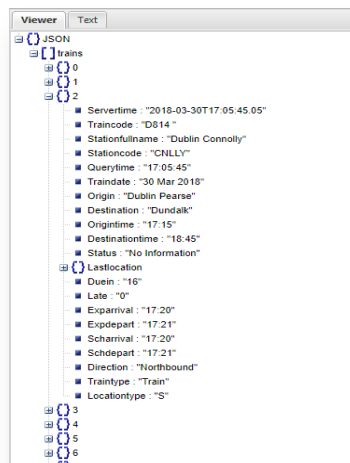 Viewer Text
{} JSON
[] trains
{} 0
{} 1
{} 2
Servertime : "2018-03-30T17:05:45.05"
Traincode : "D814 "
Stationfullname : "Dublin Connolly"
Stationcode : "CNLLY"
Querytime : "17:05:45"
Traindate : "30 Mar 2018"
Origin : "Dublin Pearse"
Destination : "Dundalk"
Origintime : "17:15"
Destinationtime : "18:45"
Status : "No Information"
{} Lastlocation
Duein : "16"
Late : "0"
Exparrival : "17:20"
Expdepart : "17:21"
Scharrival : "17:20"
Schdepart : "17:21"
Direction : "Northbound"
Traintype : "Train"
Locationtype : "S"
{} 3
{} 4
{} 5
{} 6